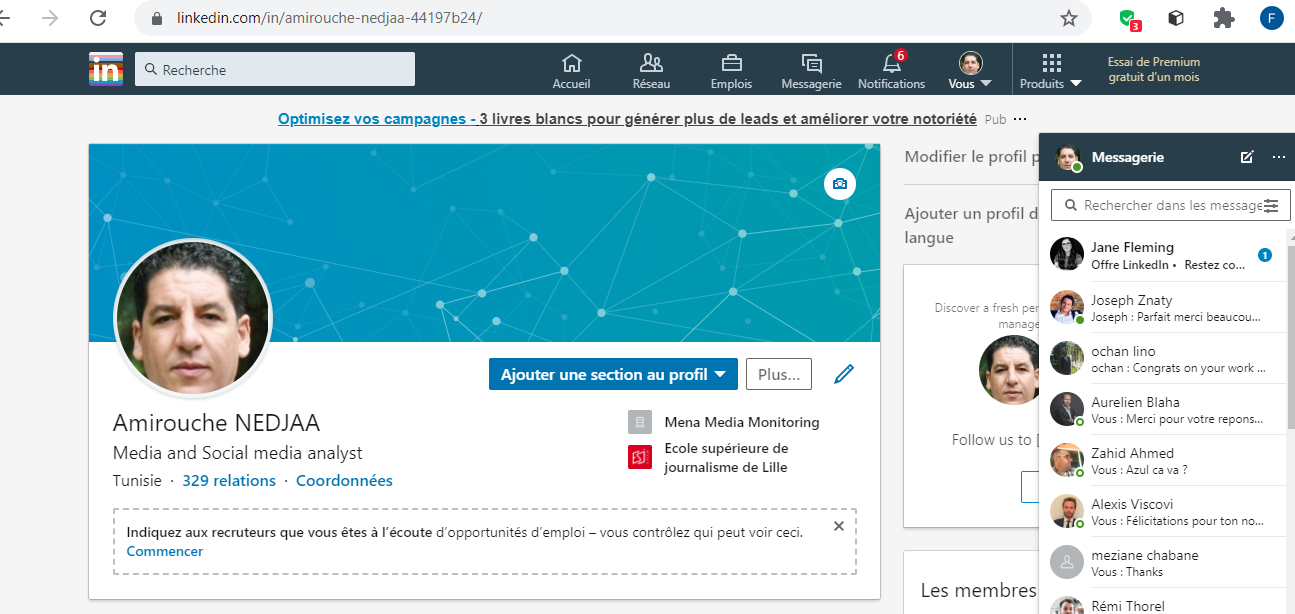 linkedin.com/in/amirouche-nedjaa-44197b24/
3
F
in
Recherche
Accueil
Réseau
Emplois
Messagerie
6
Notifications
Vous
Produits
Essai de Premium
gratuit d'un mois
Optimisez vos campagnes - 3 livres blancs pour générer plus de leads et améliorer votre notoriété Pub ...
Ajouter une section au profil
Plus...
Amirouche NEDJAA
Media and Social media analyst
Tunisie · 329 relations · Coordonnées
Mena Media Monitoring
Ecole supérieure de
journalisme de Lille
Indiquez aux recruteurs que vous êtes à l'écoute d'opportunités d'emploi – vous contrôlez qui peut voir ceci.
Commencer
Modifier le profil p
Ajouter un profil d
langue
Discover a fresh per
manage
Follow us to [
Les membres
Messagerie
Rechercher dans les message
Jane Fleming
Offre LinkedIn • Restez co...
1
Joseph Znaty
Joseph : Parfait merci beaucou...
ochan lino
ochan : Congrats on your work ...
Aurelien Blaha
Vous : Merci pour votre repons...
Zahid Ahmed
Vous : Azul ca va ?
Alexis Viscovi
Vous : Félicitations pour ton no...
meziane chabane
Vous : Thanks
Rémi Thorel